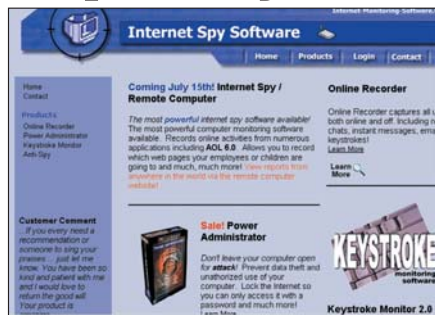 Internet-Monitoring-Software.
Internet Spy Software
Home
Products
Login
Contact
Home
Contact
Products
Online Recorder
Power Administrator
Keystroke Monitor
Anti-Spy
Customer Comment
...If you every need a
recommendation or
someone to sing your
praises ... just let me
know. You have been so
kind and patient with me
and I would love to
return the good will.
Your product is
Coming July 15th! Internet Spy /
Remote Computer
The most powerful internet spy software available!
The most powerful computer monitoring software
available. Records online activities from numerous
applications including AOL 6.0. Allows you to record
which web pages your employees or children are
going to and much, much more! View reports from
anywhere in the world via the remote computer
website!
Sale! Power
Administrator
Don't leave your computer open
for attack! Prevent data theft and
unauthorized use of your
computer. Lock the Internet so
you can only access it with a
password and much more!
Learn More
Online Recorder
Online Recorder captures all
both online and off. Including
chats, instant messages,
keystrokes!
Learn More
Learn
More
KEYSTROKE
monitoring
software
Keystroke Monitor 2.0